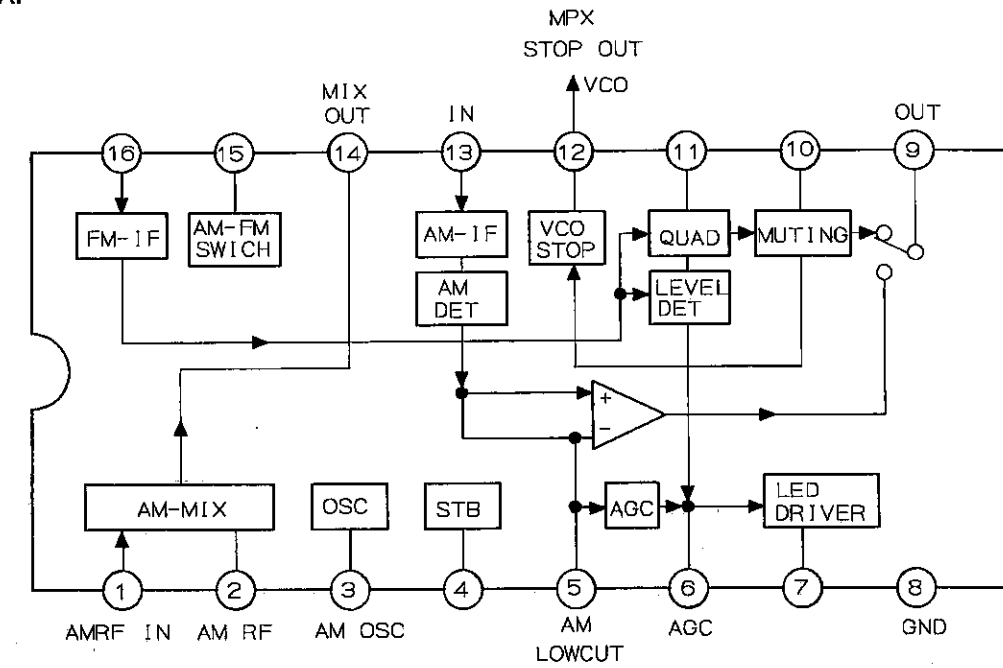 MPX
STOP OUT
VCO
MIX
OUT
IN
OUT
16
15
14
13
12
11
10
9
FM-IF
AM-FM
SWICH
AM-IF
VCO
STOP
QUAD
MUTING
AM
DET
LEVEL
DET
+
−
AM-MIX
OSC
STB
AGC
LED
DRIVER
1
2
3
4
5
6
7
8
AMRF IN
AM RF
AM OSC
AM
LOWCUT
AGC
GND